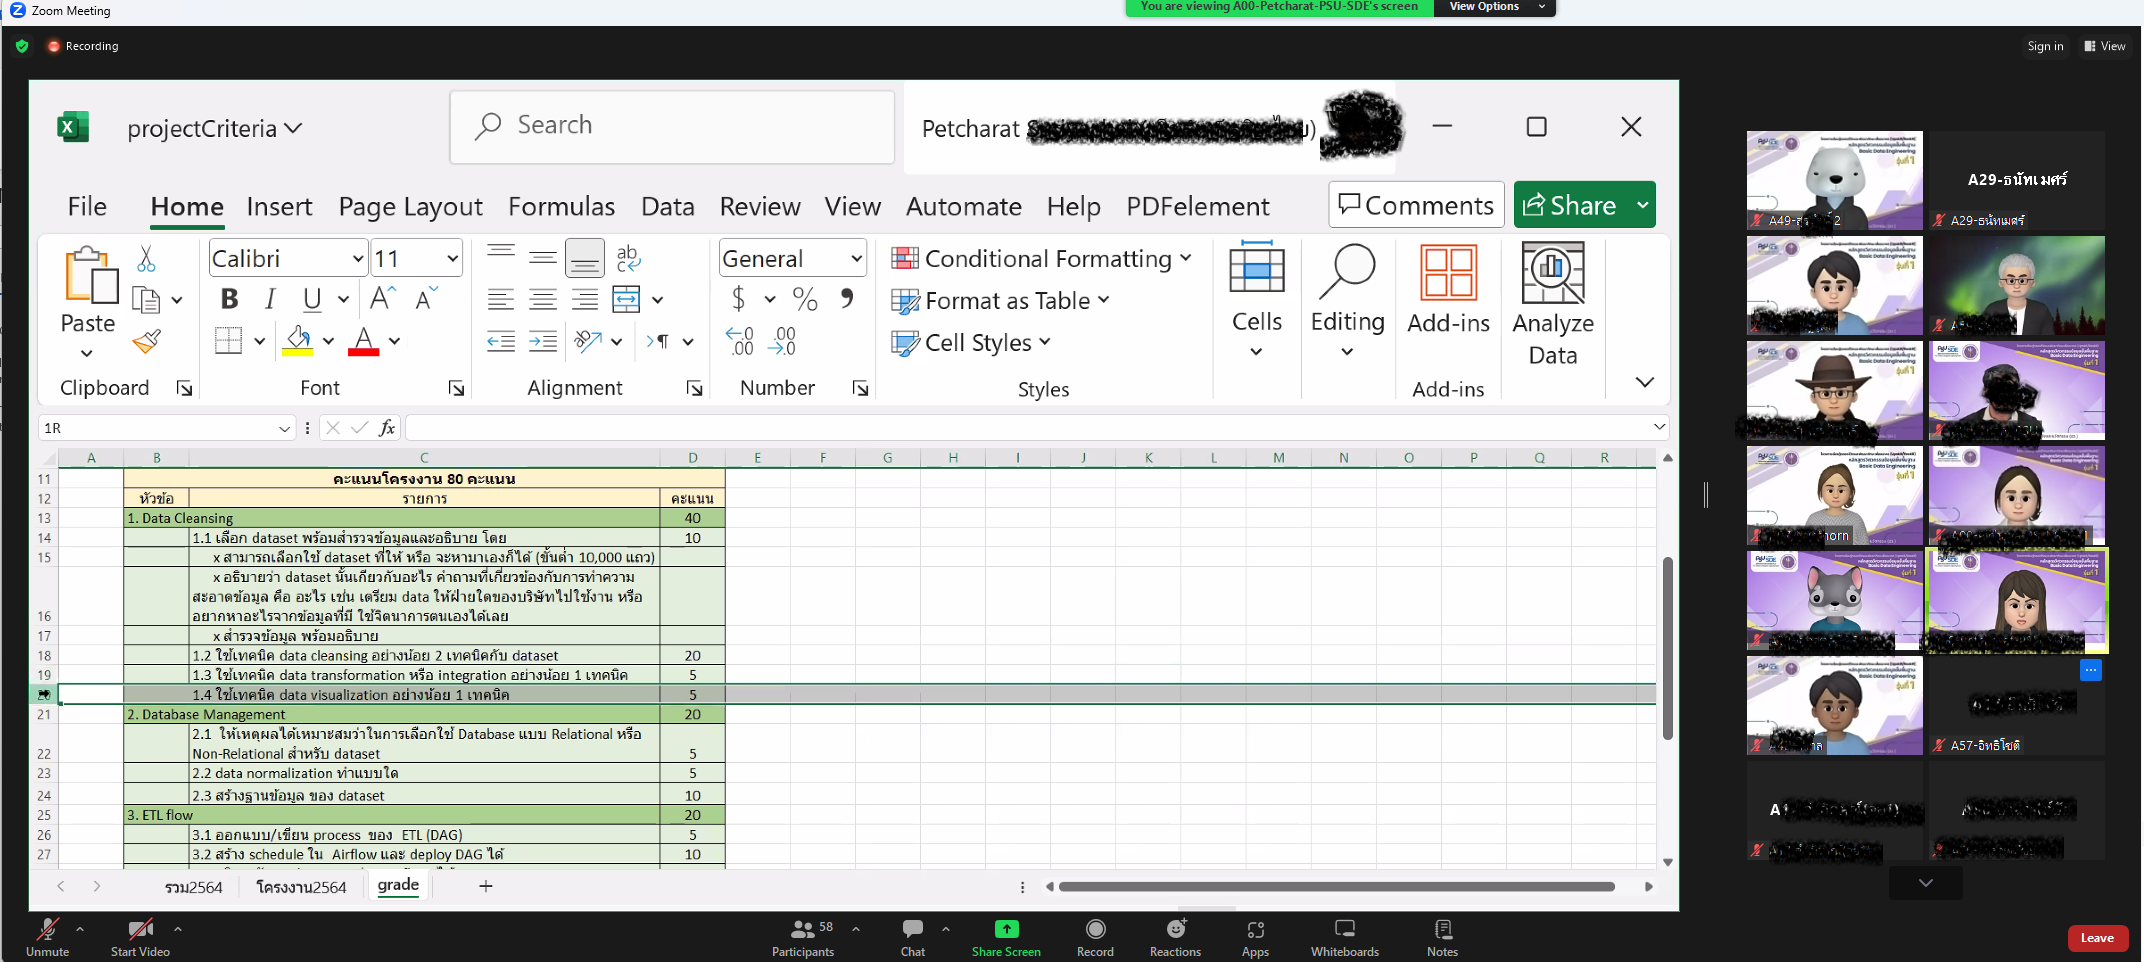 Zoom Meeting
You are viewing A00-Petcharat-PSU-SDE's screen
View Options
Recording
Sign in
View
projectCriteria
Search
Petcharat
File
Home
Insert
Page Layout
Formulas
Data
Review
View
Automate
Help
PDFelement
Comments
Share
Calibri
11
General
Conditional Formatting
Format as Table
Cell Styles
Paste
Cells
Editing
Add-ins
Analyze
Data
Clipboard
Font
Alignment
Number
Styles
Add-ins
1R
fx
A B C D E F G H I J K L M N O P Q R
11 คะแนนโครงงาน 80 คะแนน
12 หัวข้อ รายการ คะแนน
13 1. Data Cleansing 40
14 1.1 เลือก dataset พร้อมสำรวจข้อมูลและอธิบาย โดย 10
15 x สามารถเลือกใช้ dataset ที่ให้ หรือ จะหามาเองก็ได้ (ขั้นต่ำ 10,000 แถว)
x อธิบายว่า dataset นั้นเกี่ยวกับอะไร คำถามที่เกี่ยวข้องกับการทำความ
สะอาดข้อมูล คือ อะไร เช่น เตรียม data ให้ฝ่ายใดของบริษัทไปใช้งาน หรือ
16 อยากหาอะไรจากข้อมูลที่มี ใช้จิตนาการตนเองได้เลย
17 x สำรวจข้อมูล พร้อมอธิบาย
18 1.2 ใช้เทคนิค data cleansing อย่างน้อย 2 เทคนิคกับ dataset 20
19 1.3 ใช้เทคนิค data transformation หรือ integration อย่างน้อย 1 เทคนิค 5
1.4 ใช้เทคนิค data visualization อย่างน้อย 1 เทคนิค 5
21 2. Database Management 20
2.1 ให้เหตุผลได้เหมาะสมว่าในการเลือกใช้ Database แบบ Relational หรือ
22 Non-Relational สำหรับ dataset 5
23 2.2 data normalization ทำแบบใด 5
24 2.3 สร้างฐานข้อมูล ของ dataset 10
25 3. ETL flow 20
26 3.1 ออกแบบ/เขียน process ของ ETL (DAG) 5
27 3.2 สร้าง schedule ใน Airflow และ deploy DAG ได้ 10
รวม2564
โครงงาน2564
grade
A29-ธนัทเมศร์
A29-ธนัทเมศร์
Basic Data Engineering
รุ่นที่ 1
A57-อิทธิโชติ
Unmute
Start Video
Participants
58
Chat
Share Screen
Record
Reactions
Apps
Whiteboards
Notes
Leave